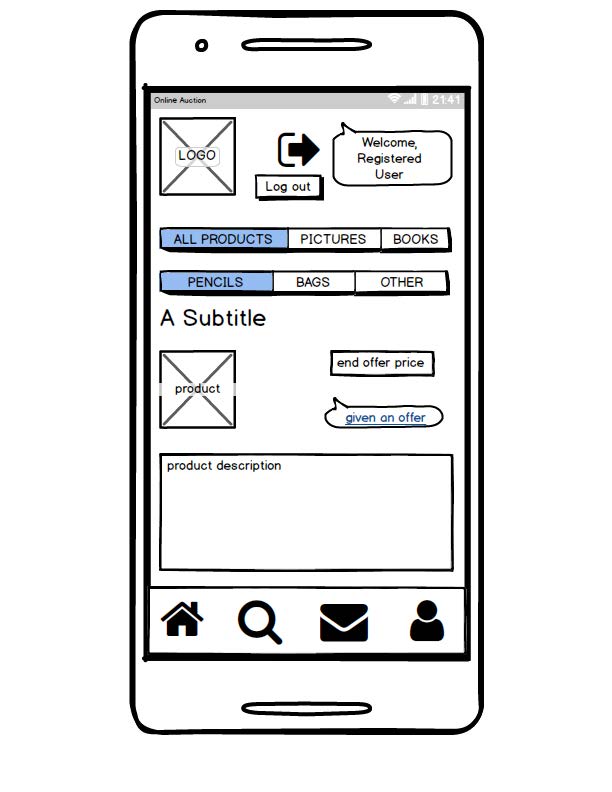 Online Auction 21:41
LOGO
Welcome,
Registered
User
Log out
ALL PRODUCTS PICTURES BOOKS
PENCILS BAGS OTHER
A Subtitle
end offer price
product
given an offer
product description